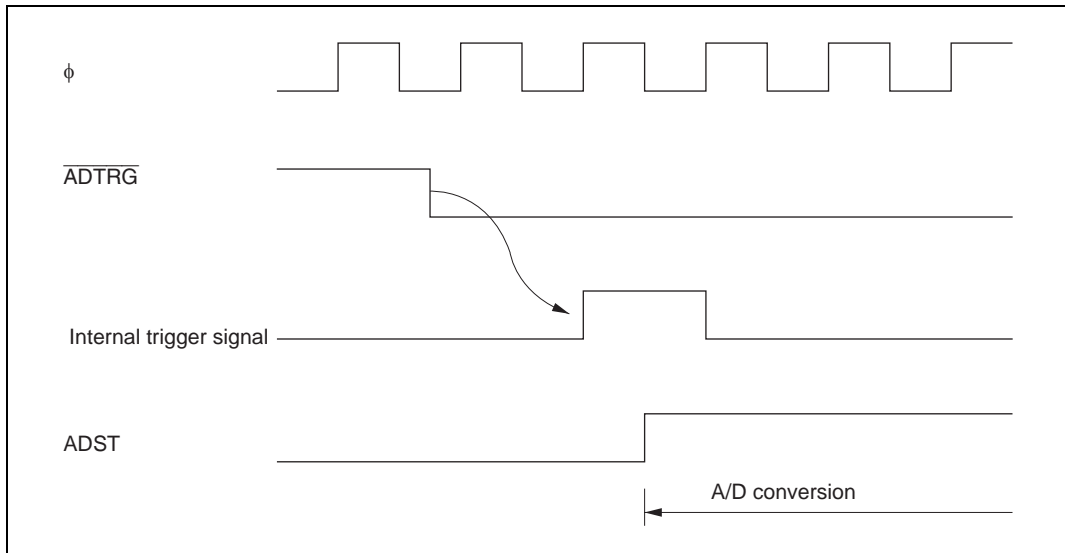 ϕ
ADTRG
Internal trigger signal
ADST
A/D conversion